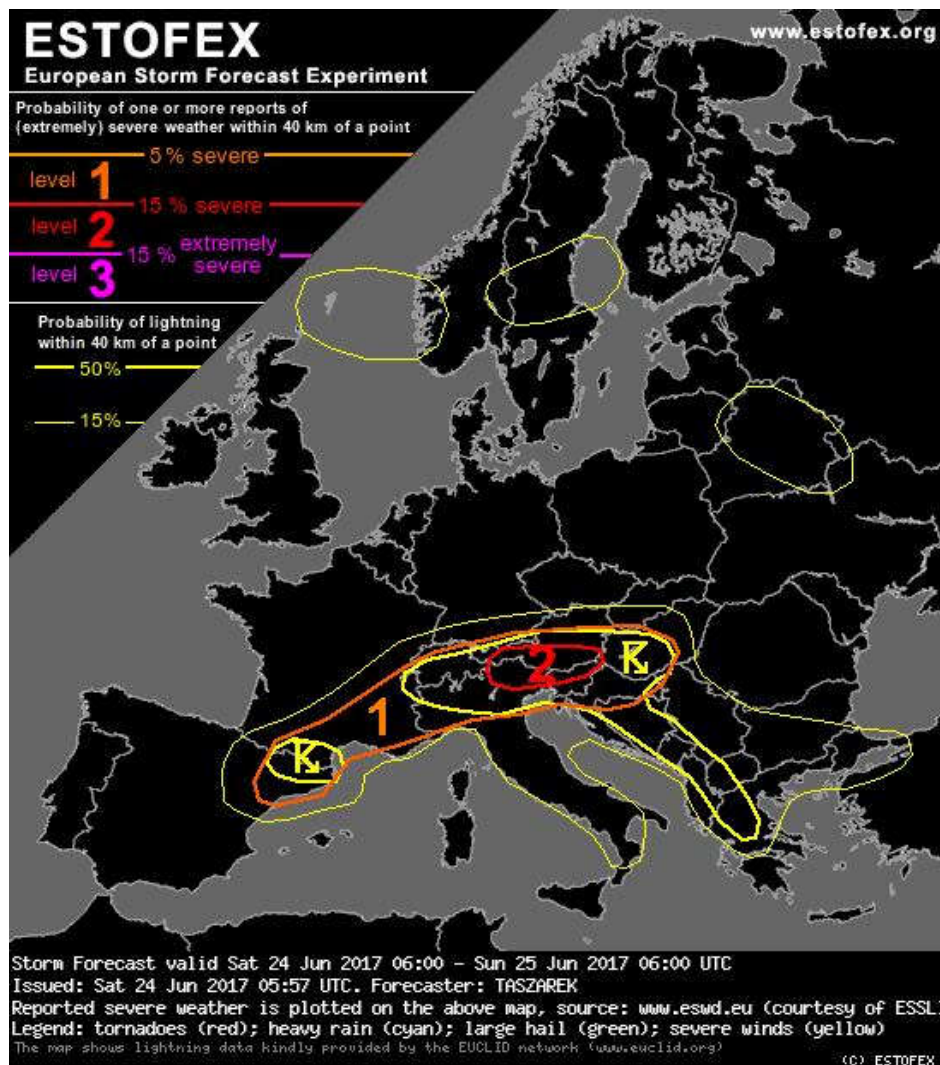 ESTOFEX
European Storm Forecast Experiment
www.estofex.org
Probability of one or more reports of
(extremely) severe weather within 40 km of a point
5 % severe
level 1
15 % severe
level 2
15 % extremely severe
level 3
Probability of lightning
within 40 km of a point
50%
15%
2
1
Storm Forecast valid Sat 24 Jun 2017 06:00 - Sun 25 Jun 2017 06:00 UTC
Issued: Sat 24 Jun 2017 05:57 UTC. Forecaster: TASZAREK
Reported severe weather is plotted on the above map, source: www.eswd.eu (courtesy of ESSL
Legend: tornadoes (red); heavy rain (cyan); large hail (green); severe winds (yellow)
The map shows lightning data kindly provided by the EUCLID network (www.euclid.org)
(C) ESTOFEX